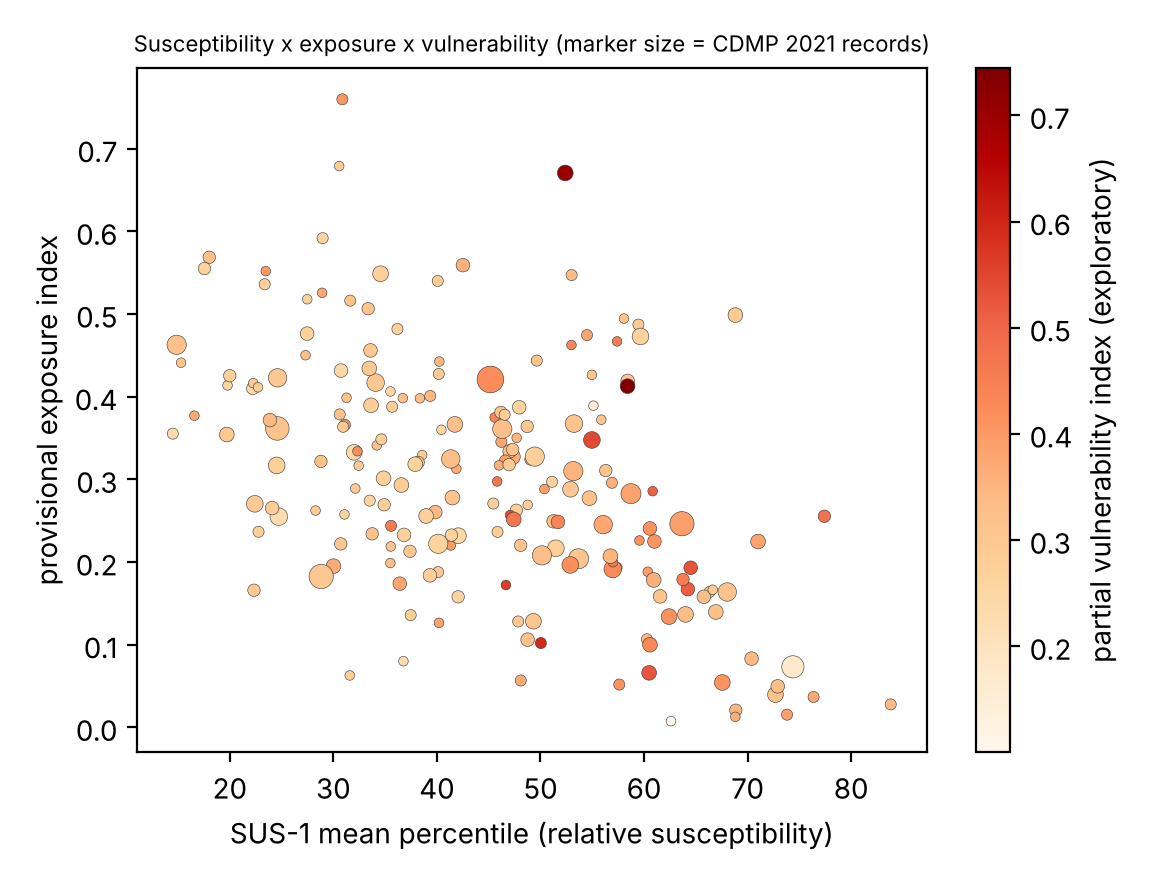 Susceptibility x exposure x vulnerability (marker size = CDMP 2021 records)
provisional exposure index
0.7
0.6
0.5
0.4
0.3
0.2
0.1
0.0
20 30 40 50 60 70 80
SUS-1 mean percentile (relative susceptibility)
0.7
0.6
0.5
0.4
0.3
0.2
partial vulnerability index (exploratory)